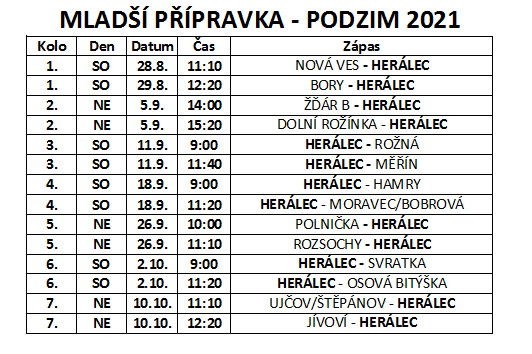 MLADŠÍ PŘÍPRAVKA - PODZIM 2021
Kolo Den Datum Čas Zápas
1. SO 28.8. 11:10 NOVÁ VES - HERÁLEC
1. SO 29.8. 12:20 BORY - HERÁLEC
2. NE 5.9. 14:00 ŽĎÁR B - HERÁLEC
2. NE 5.9. 15:20 DOLNÍ ROŽÍNKA - HERÁLEC
3. SO 11.9. 9:00 HERÁLEC - ROŽNÁ
3. SO 11.9. 11:40 HERÁLEC - MĚŘÍN
4. SO 18.9. 9:00 HERÁLEC - HAMRY
4. SO 18.9. 11:20 HERÁLEC - MORAVEC/BOBROVÁ
5. NE 26.9. 10:00 POLNIČKA - HERÁLEC
5. NE 26.9. 11:10 ROZSOCHY - HERÁLEC
6. SO 2.10. 9:00 HERÁLEC - SVRATKA
6. SO 2.10. 11:20 HERÁLEC - OSOVÁ BITÝŠKA
7. NE 10.10. 11:10 UJČOV/ŠTĚPÁNOV - HERÁLEC
7. NE 10.10. 12:20 JÍVOVÍ - HERÁLEC